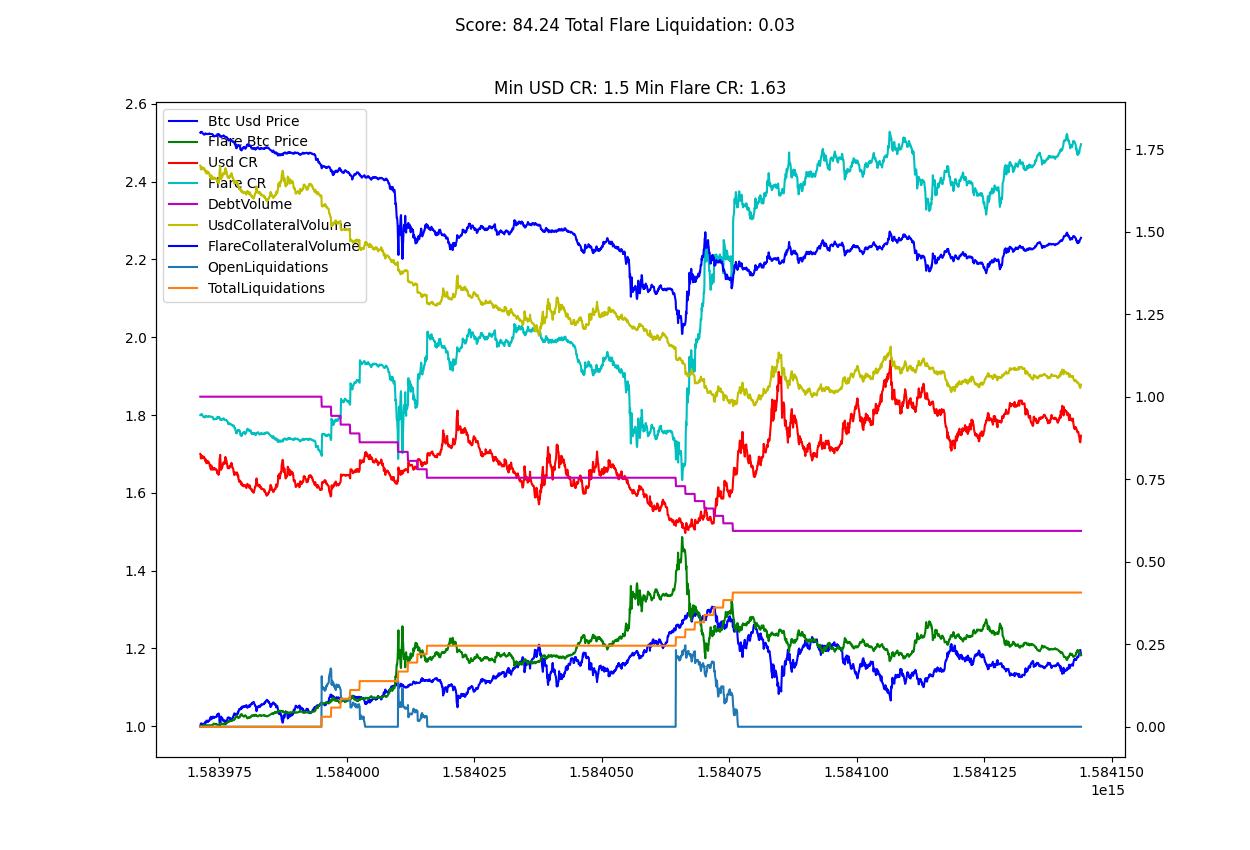 Score: 84.24 Total Flare Liquidation: 0.03
Min USD CR: 1.5 Min Flare CR: 1.63
Btc Usd Price
Flare Btc Price
Usd CR
Flare CR
DebtVolume
UsdCollateralVolume
FlareCollateralVolume
OpenLiquidations
TotalLiquidations
2.6
2.4
2.2
2.0
1.8
1.6
1.4
1.2
1.0
1.75
1.50
1.25
1.00
0.75
0.50
0.25
0.00
1.583975 1.584000 1.584025 1.584050 1.584075 1.584100 1.584125 1.584150
1e15